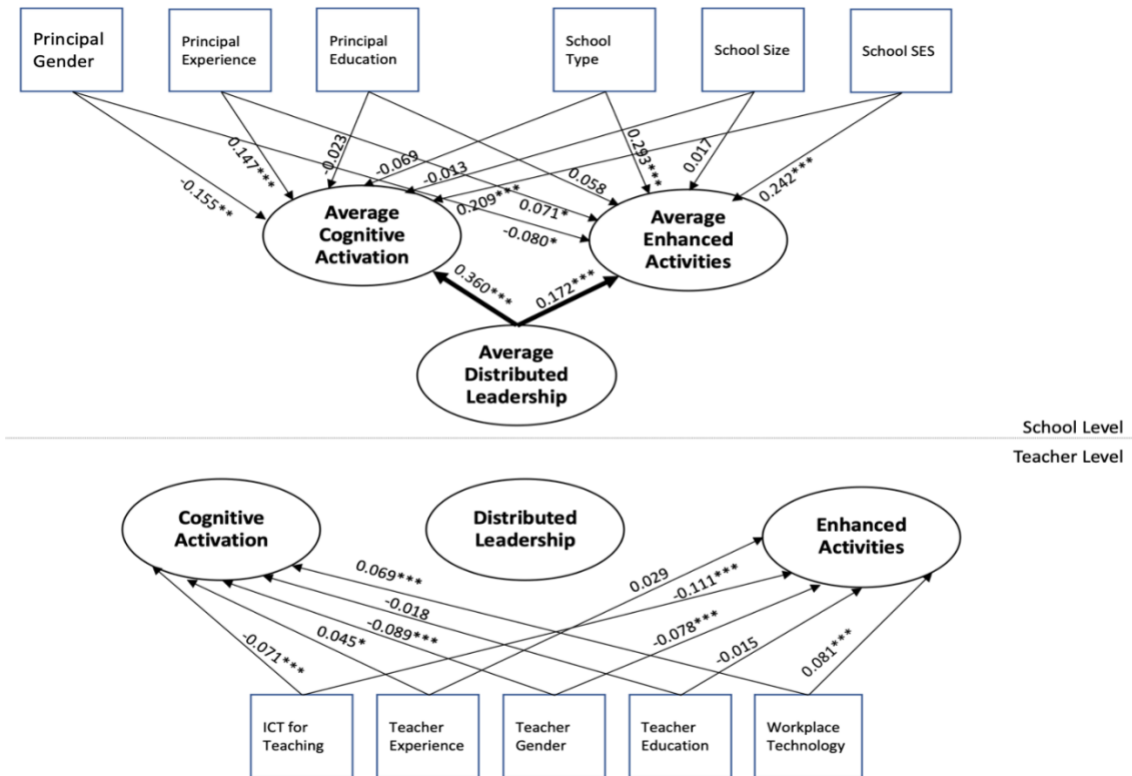 Principal
Gender
Principal
Experience
Principal
Education
School
Type
School Size
School SES
-0.155**
0.147***
-0.023
-0.069
-0.013
0.209***
0.071*
-0.080*
0.058
0.293***
0.017
0.242***
Average
Cognitive
Activation
Average
Enhanced
Activities
0.360***
0.172***
Average
Distributed
Leadership
School Level
Teacher Level
Cognitive
Activation
Distributed
Leadership
Enhanced
Activities
0.069***
-0.018
-0.089***
0.045*
-0.071***
0.029
-0.111***
-0.078***
-0.015
0.081***
ICT for
Teaching
Teacher
Experience
Teacher
Gender
Teacher
Education
Workplace
Technology